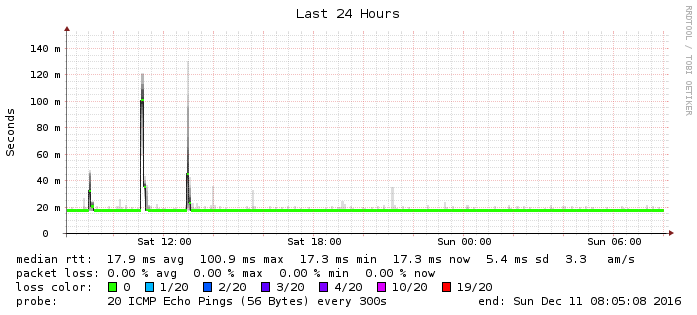 Last 24 Hours
RRDTOOL / TOBI OETIKER
Seconds
140 m
120 m
100 m
80 m
60 m
40 m
20 m
0
Sat 12:00 Sat 18:00 Sun 00:00 Sun 06:00
median rtt: 17.9 ms avg 100.9 ms max 17.3 ms min 17.3 ms now 5.4 ms sd 3.3 am/s
packet loss: 0.00 % avg 0.00 % max 0.00 % min 0.00 % now
loss color: 0 1/20 2/20 3/20 4/20 10/20 19/20
probe: 20 ICMP Echo Pings (56 Bytes) every 300s end: Sun Dec 11 08:05:08 2016